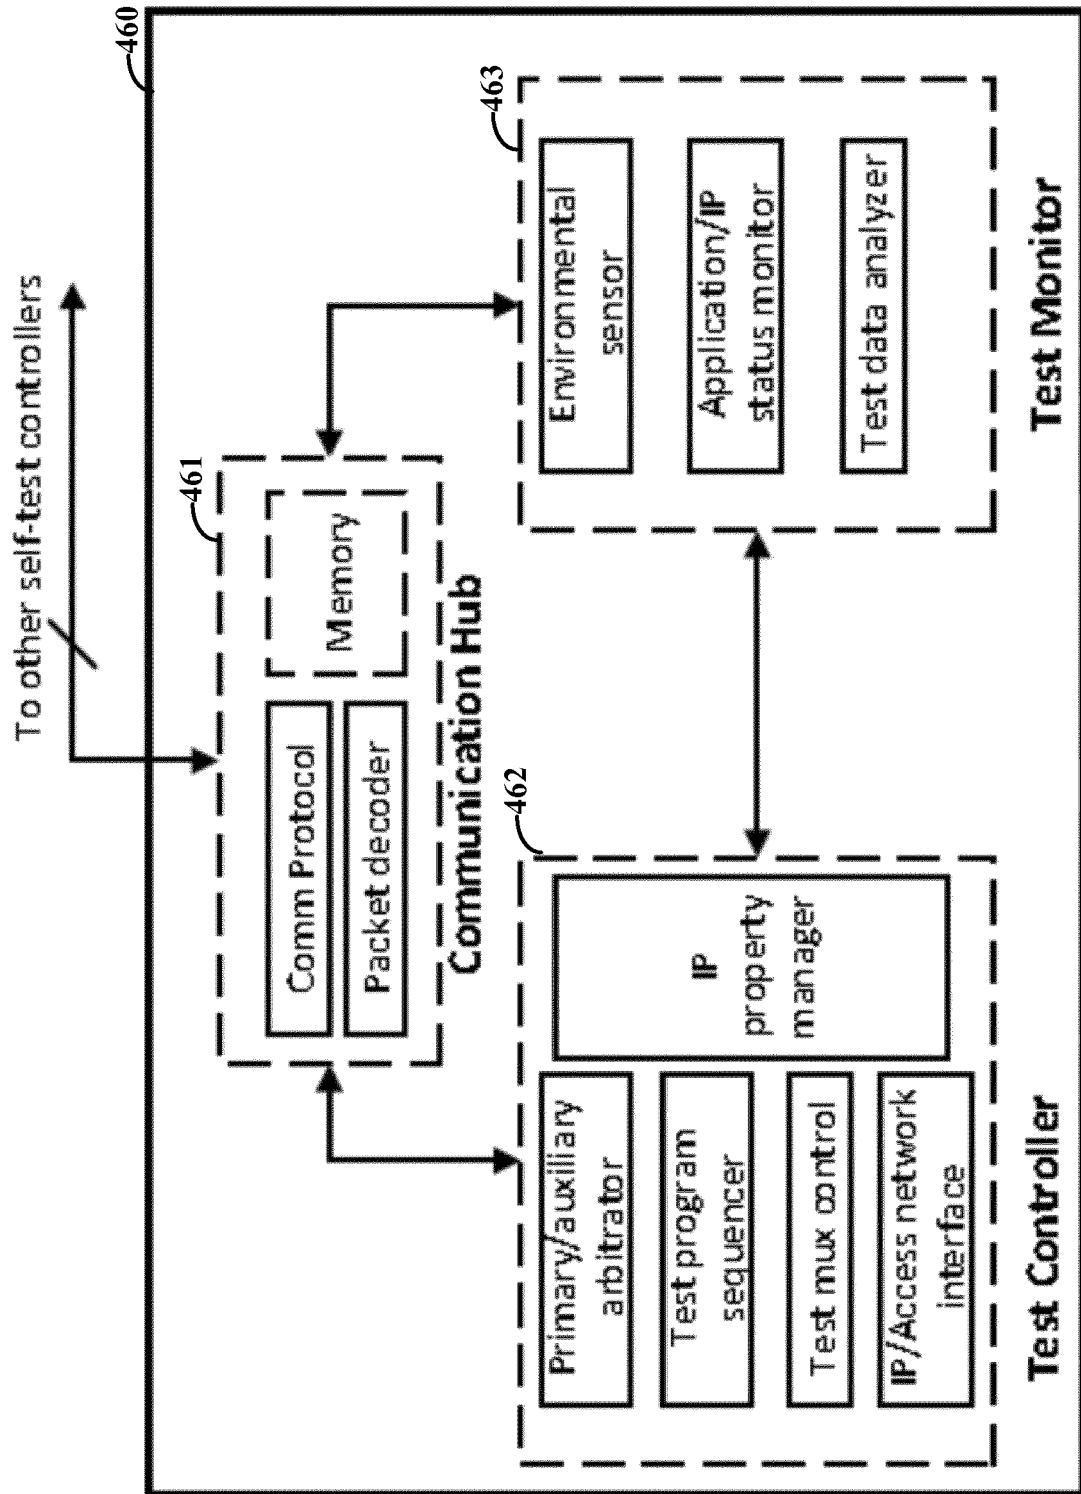 To other self-test controllers
460
461
Comm Protocol
Packet decoder
Memory
Communication Hub
462
Primary/auxiliary
arbitrator
Test program
sequencer
Test mux control
IP/Access network
interface
IP
property
manager
Test Controller
463
Environmental
sensor
Application/IP
status monitor
Test data analyzer
Test Monitor